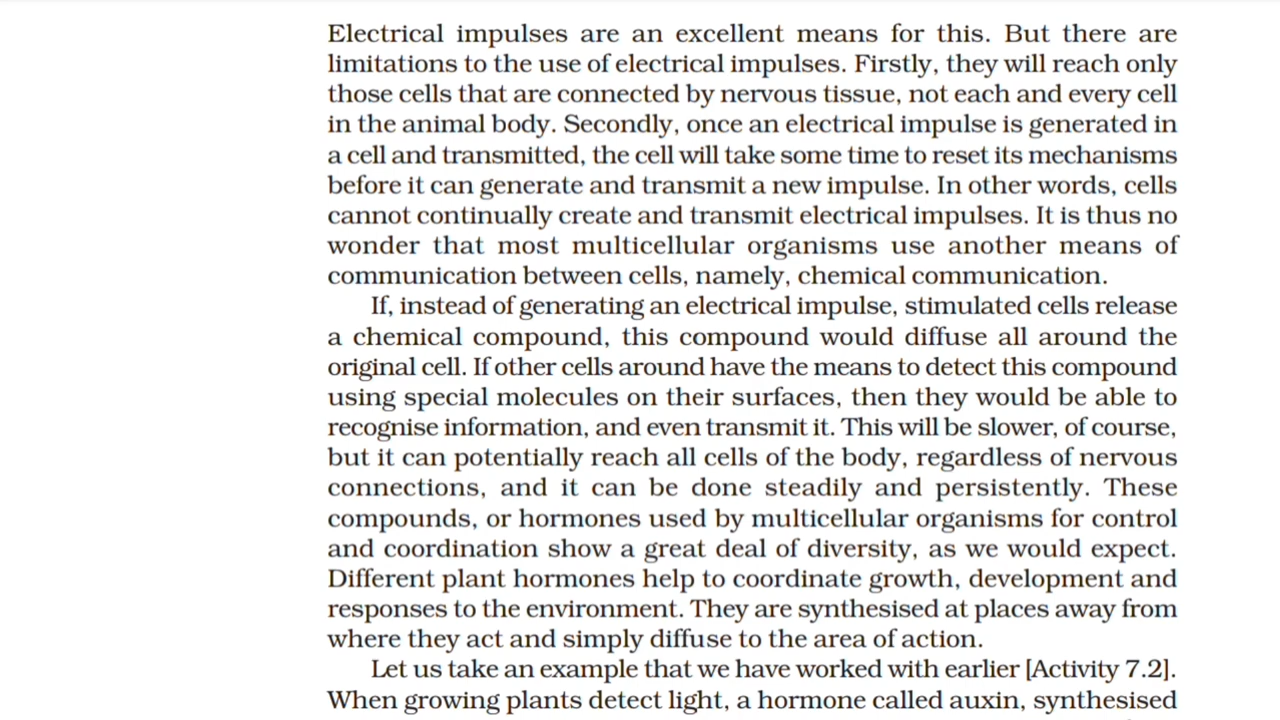 Electrical impulses are an excellent means for this. But there are
limitations to the use of electrical impulses. Firstly, they will reach only
those cells that are connected by nervous tissue, not each and every cell
in the animal body. Secondly, once an electrical impulse is generated in
a cell and transmitted, the cell will take some time to reset its mechanisms
before it can generate and transmit a new impulse. In other words, cells
cannot continually create and transmit electrical impulses. It is thus no
wonder that most multicellular organisms use another means of
communication between cells, namely, chemical communication.
If, instead of generating an electrical impulse, stimulated cells release
a chemical compound, this compound would diffuse all around the
original cell. If other cells around have the means to detect this compound
using special molecules on their surfaces, then they would be able to
recognise information, and even transmit it. This will be slower, of course,
but it can potentially reach all cells of the body, regardless of nervous
connections, and it can be done steadily and persistently. These
compounds, or hormones used by multicellular organisms for control
and coordination show a great deal of diversity, as we would expect.
Different plant hormones help to coordinate growth, development and
responses to the environment. They are synthesised at places away from
where they act and simply diffuse to the area of action.
Let us take an example that we have worked with earlier [Activity 7.2].
When growing plants detect light, a hormone called auxin, synthesised